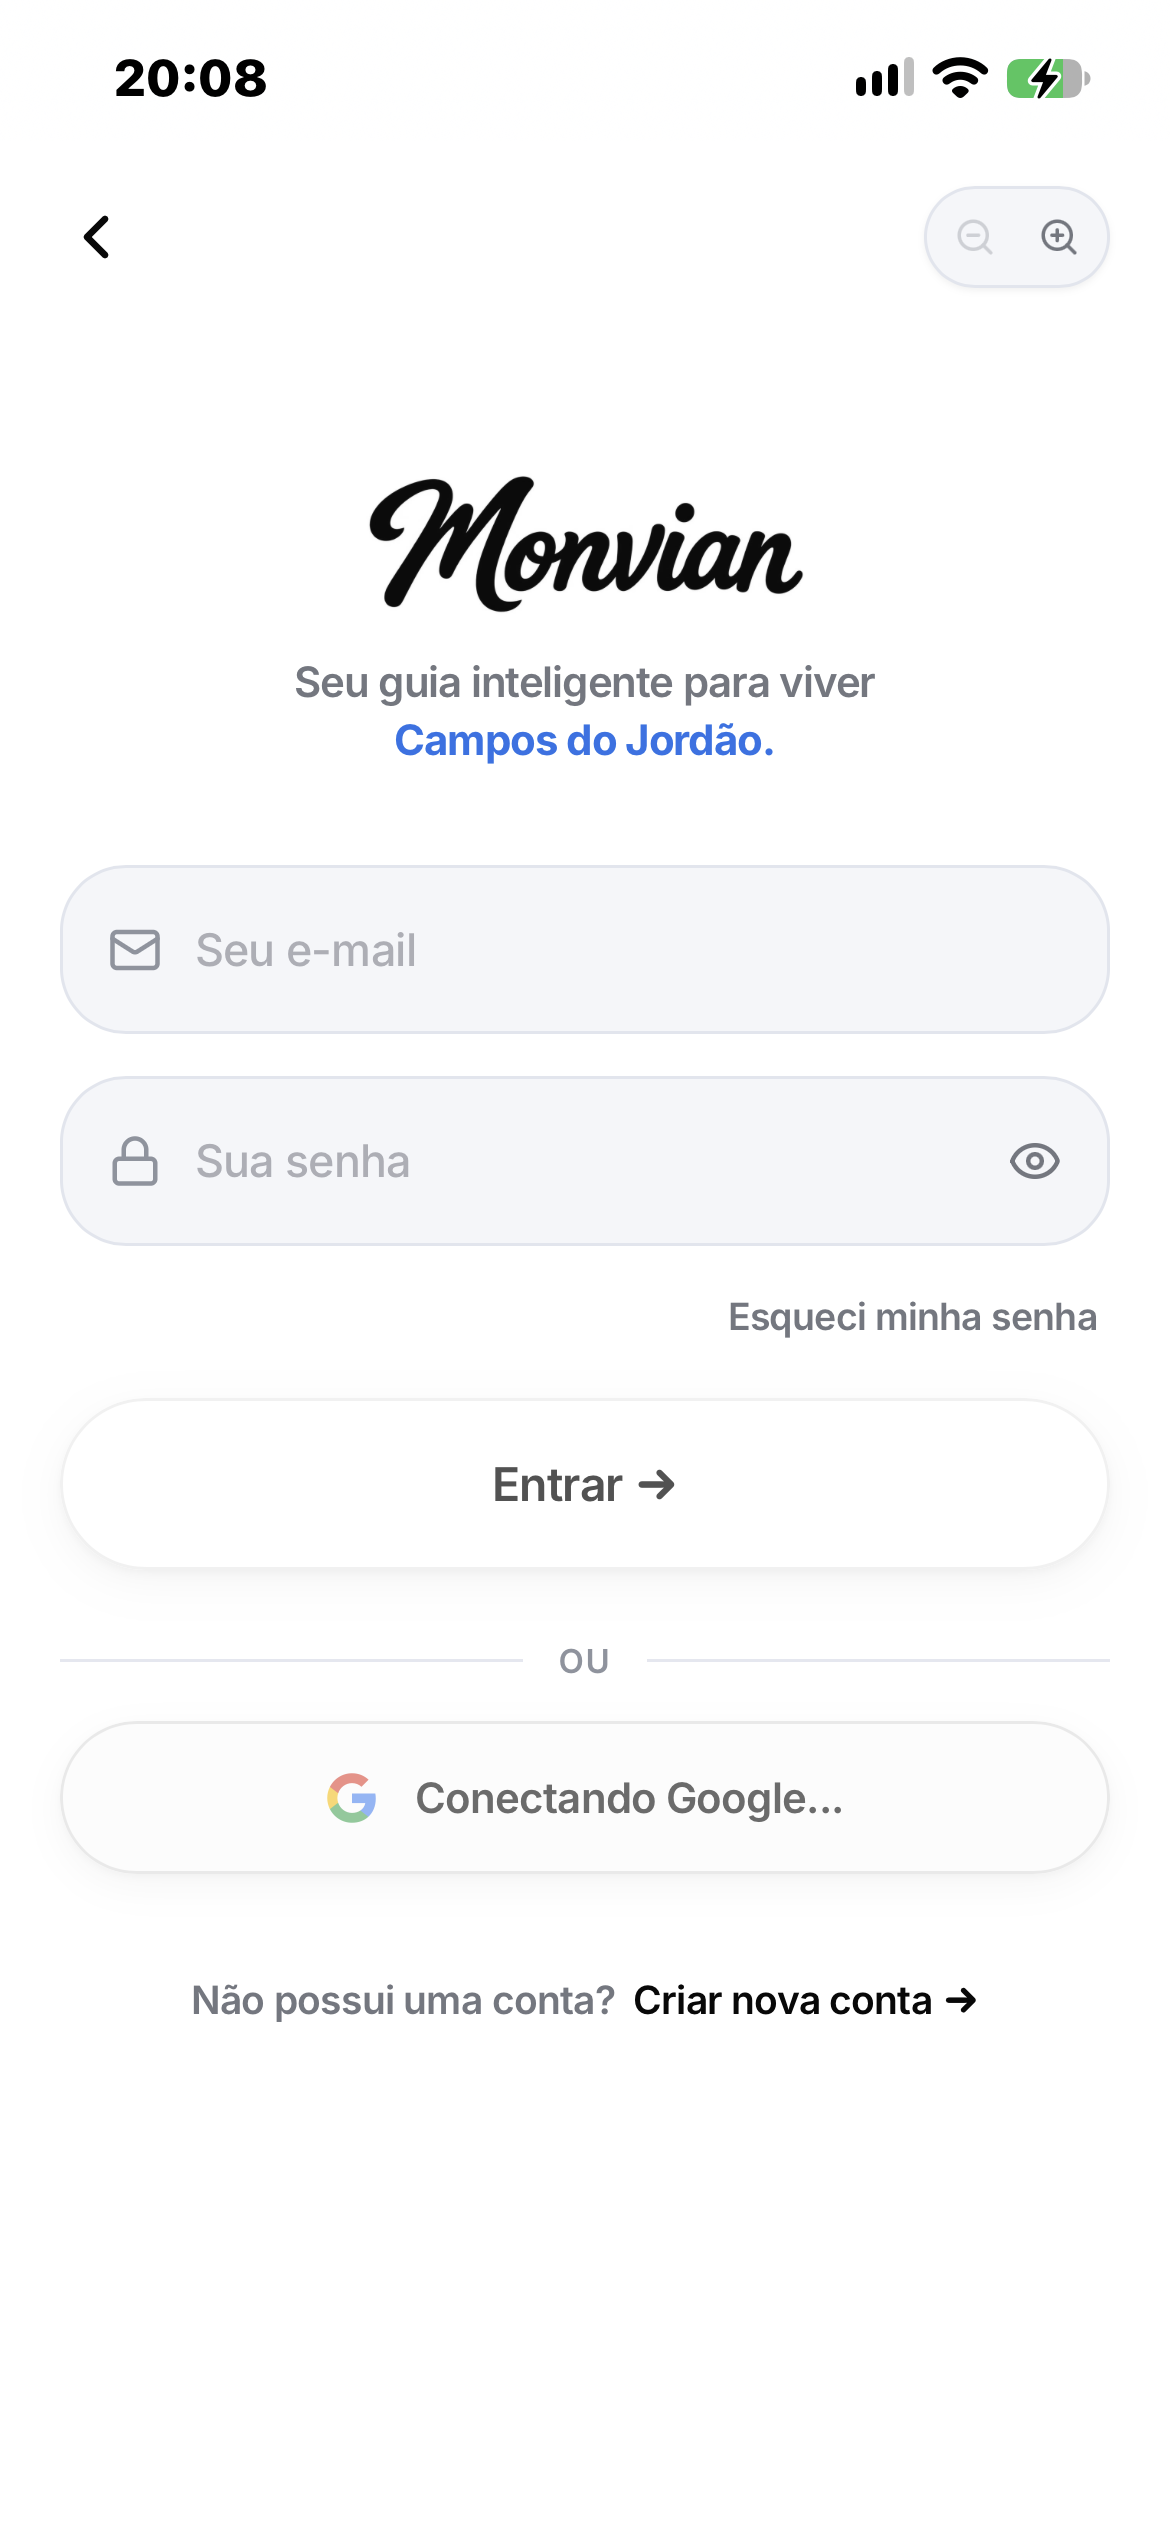 20:08
Monvian
Seu guia inteligente para viver
Campos do Jordão.
Seu e-mail
Sua senha
Esqueci minha senha
Entrar →
OU
Conectando Google...
Não possui uma conta? Criar nova conta →